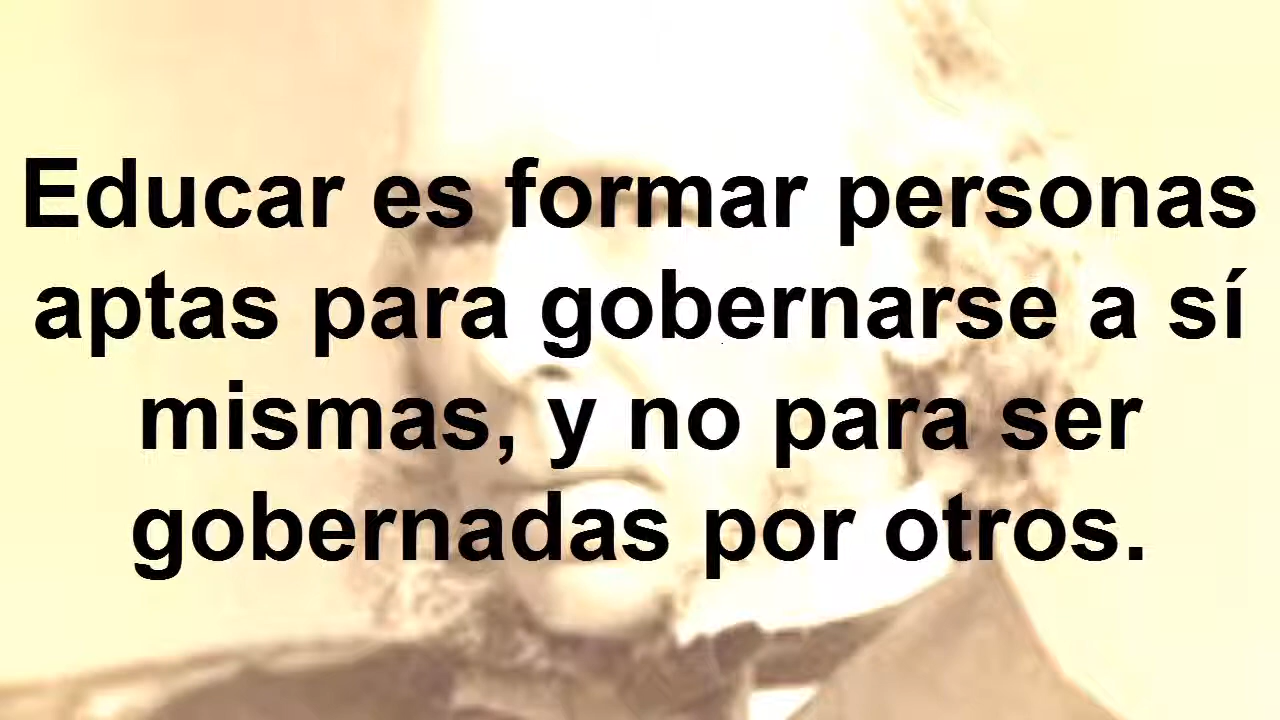 Educar es formar personas
aptas para gobernarse a sí
mismas, y no para ser
gobernadas por otros.